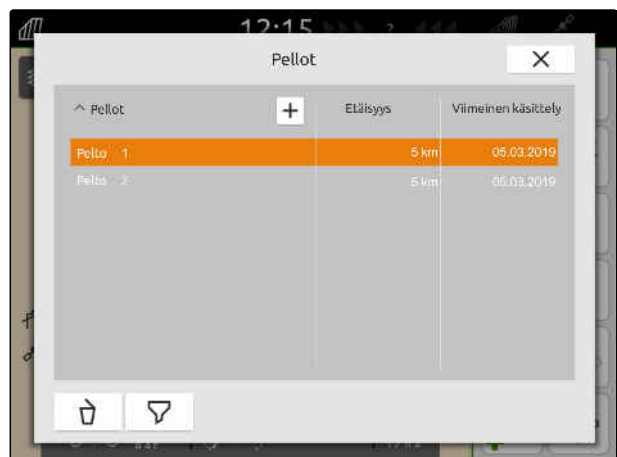 12:15
Pellot
Pellot + Etäisyys Viimeinen käsittely
Pelto 1 5 km 05.03.2019
Pelto 2 5 km 05.03.2019